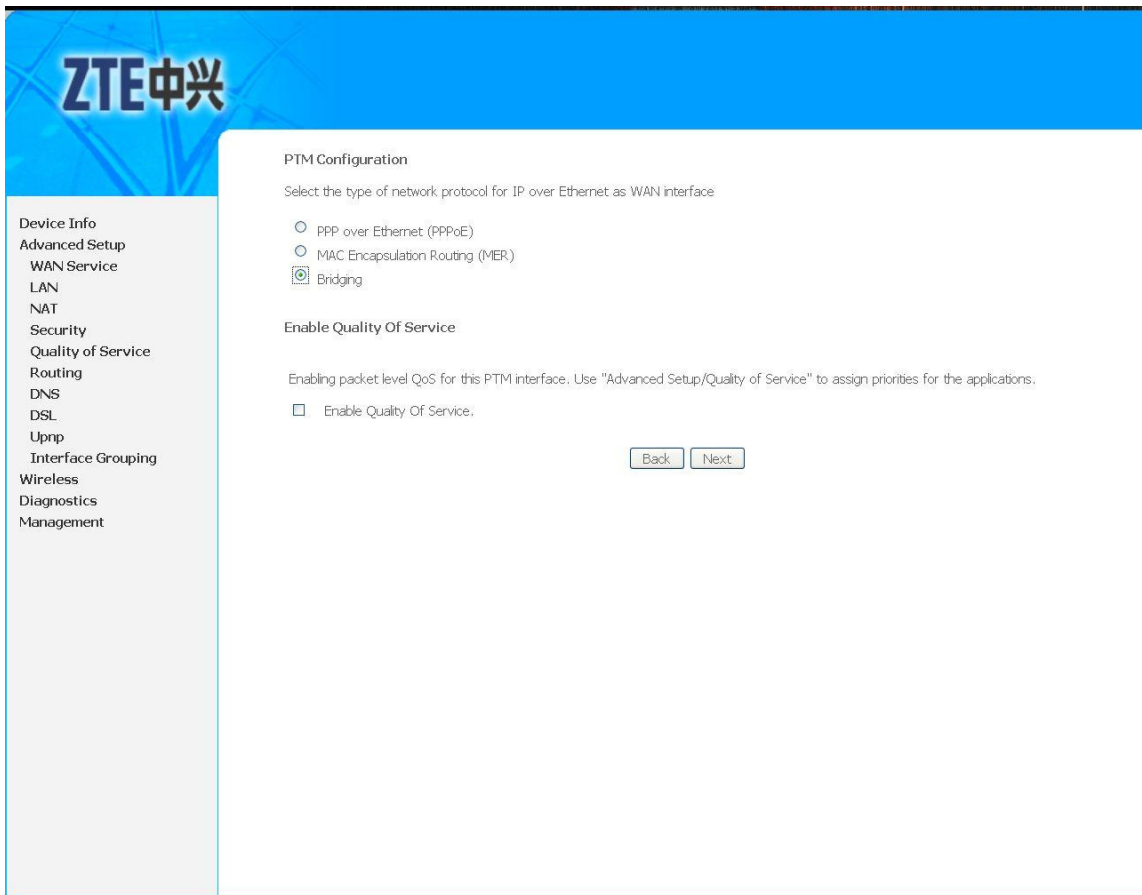 ZTE中兴
Device Info
Advanced Setup
WAN Service
LAN
NAT
Security
Quality of Service
Routing
DNS
DSL
Upnp
Interface Grouping
Wireless
Diagnostics
Management
PTM Configuration
Select the type of network protocol for IP over Ethernet as WAN interface
PPP over Ethernet (PPPoE)
MAC Encapsulation Routing (MER)
Bridging
Enable Quality Of Service
Enabling packet level QoS for this PTM interface. Use "Advanced Setup/Quality of Service" to assign priorities for the applications.
Enable Quality Of Service.
Back Next